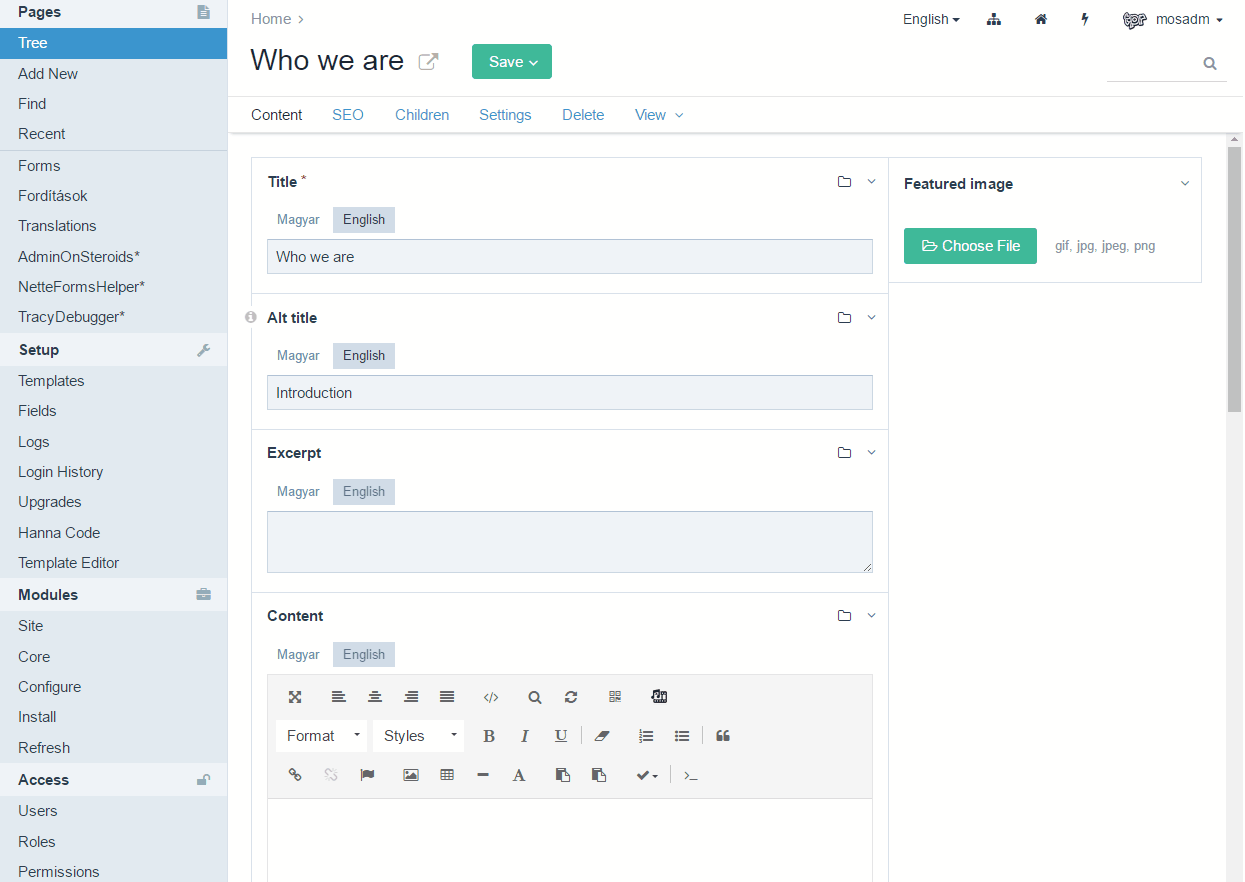 Pages
Tree
Add New
Find
Recent
Forms
Fordítások
Translations
AdminOnSteroids*
NetteFormsHelper*
TracyDebugger*
Setup
Templates
Fields
Logs
Login History
Upgrades
Hanna Code
Template Editor
Modules
Site
Core
Configure
Install
Refresh
Access
Users
Roles
Permissions
Home
English
mosadm
Who we are
Save
Content SEO Children Settings Delete View
Title *
Magyar English
Who we are
Alt title
Magyar English
Introduction
Excerpt
Magyar English
Content
Magyar English
Format Styles B I U
A
Featured image
Choose File gif, jpg, jpeg, png